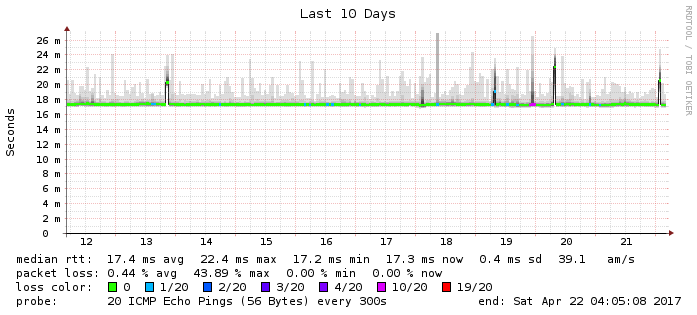 Last 10 Days
RRDTOOL / TOBI OETIKER
Seconds
26 m
24 m
22 m
20 m
18 m
16 m
14 m
12 m
10 m
8 m
6 m
4 m
2 m
0
12 13 14 15 16 17 18 19 20 21
median rtt: 17.4 ms avg 22.4 ms max 17.2 ms min 17.3 ms now 0.4 ms sd 39.1 am/s
packet loss: 0.44 % avg 43.89 % max 0.00 % min 0.00 % now
loss color: 0 1/20 2/20 3/20 4/20 10/20 19/20
probe: 20 ICMP Echo Pings (56 Bytes) every 300s end: Sat Apr 22 04:05:08 2017